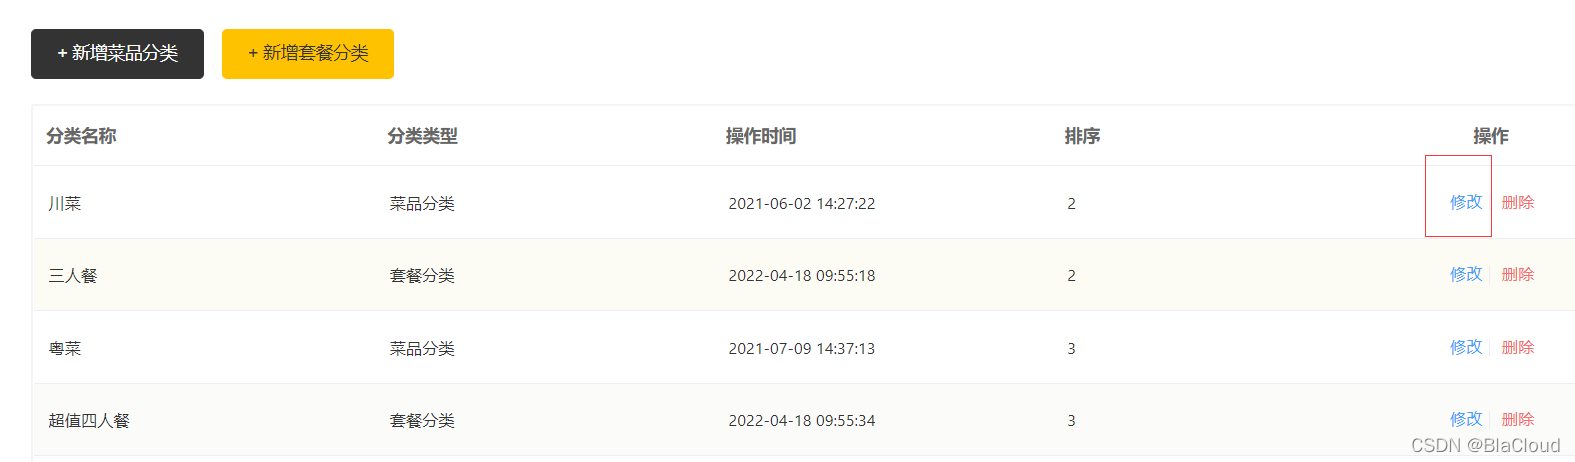 + 新增菜品分类 + 新增套餐分类
分类名称 分类类型 操作时间 排序 操作
川菜 菜品分类 2021-06-02 14:27:22 2 修改 删除
三人餐 套餐分类 2022-04-18 09:55:18 2 修改 删除
粤菜 菜品分类 2021-07-09 14:37:13 3 修改 删除
超值四人餐 套餐分类 2022-04-18 09:55:34 3 修改 删除
CSDN @BlaCloud